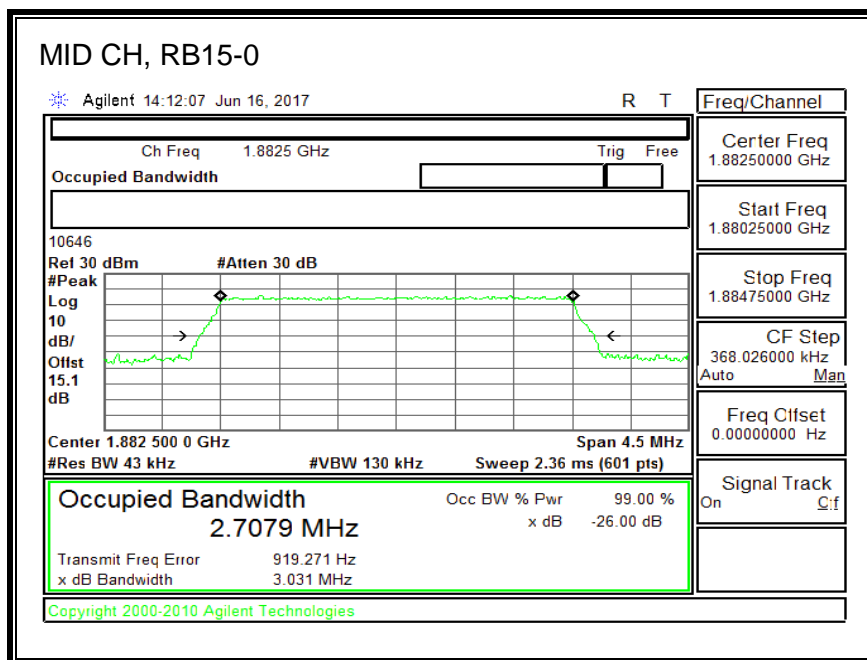 MID CH, RB15-0
Agilent 14:12:07 Jun 16, 2017 R T
Freq/Channel
Ch Freq 1.8825 GHz Trig Free
Occupied Bandwidth
Center Freq
1.88250000 GHz
Start Freq
1.88025000 GHz
Stop Freq
1.88475000 GHz
CF Step
368.026000 kHz
Auto Man
Freq Offset
0.00000000 Hz
Signal Track
On Off
10646
Ref 30 dBm #Atten 30 dB
#Peak
Log
10
dB/
Offst
15.1
dB
Center 1.882 500 0 GHz Span 4.5 MHz
#Res BW 43 kHz #VBW 130 kHz Sweep 2.36 ms (601 pts)
Occupied Bandwidth
2.7079 MHz
Occ BW % Pwr 99.00 %
x dB -26.00 dB
Transmit Freq Error 919.271 Hz
x dB Bandwidth 3.031 MHz
Copyright 2000-2010 Agilent Technologies